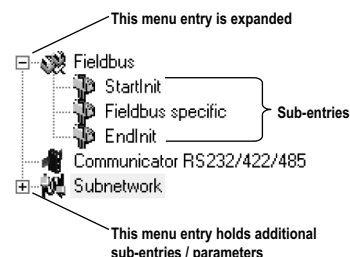 This menu entry is expanded
Fieldbus
StartInit
Fieldbus specific
Sub-entries
EndInit
Communicator RS232/422/485
Subnetwork
This menu entry holds additional
sub-entries / parameters